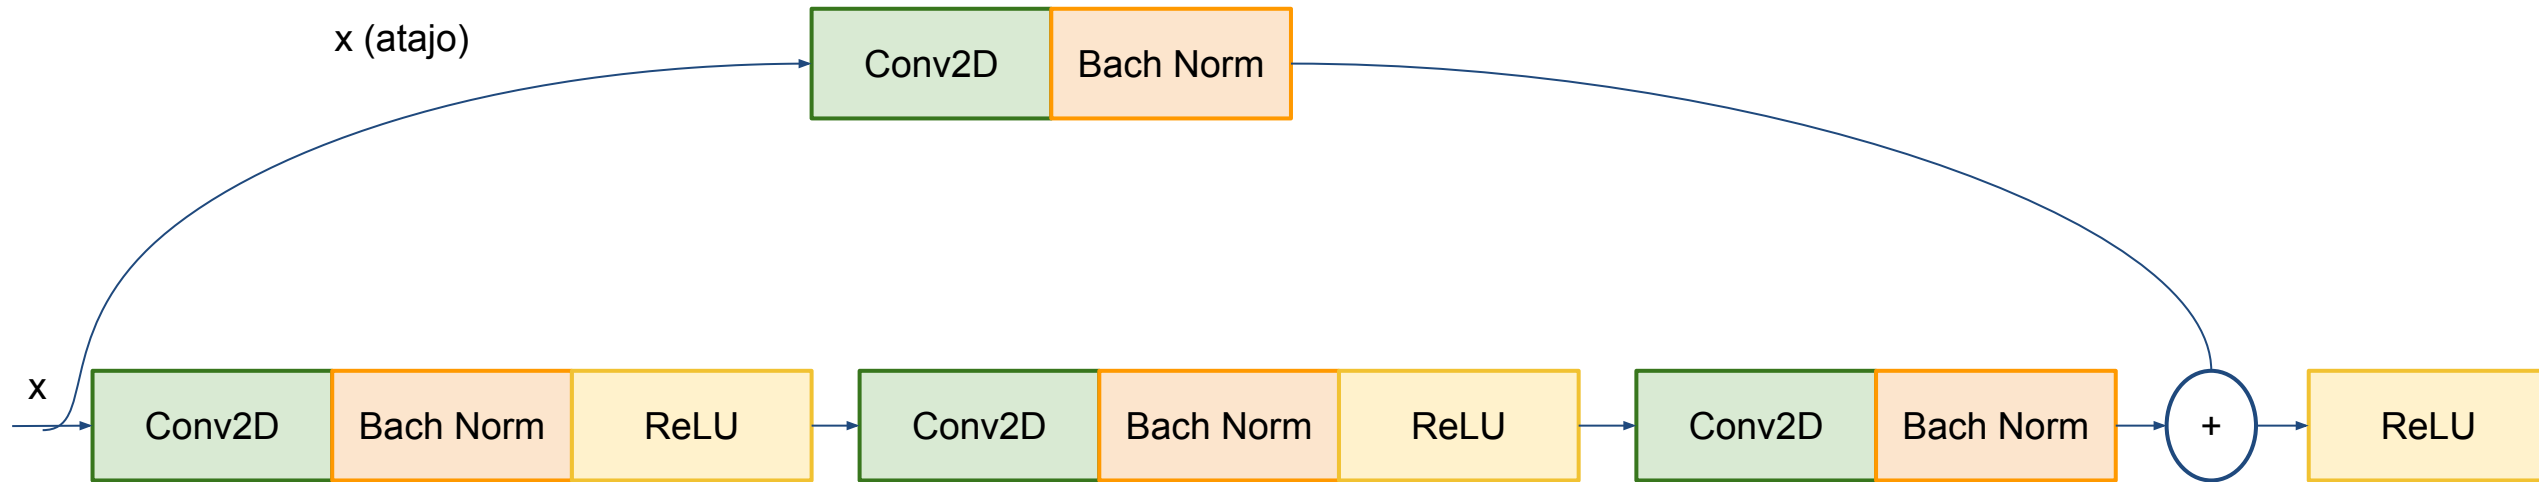 x (atajo)
Conv2D
Bach Norm
x
Conv2D
Bach Norm
ReLU
Conv2D
Bach Norm
ReLU
Conv2D
Bach Norm
+
ReLU